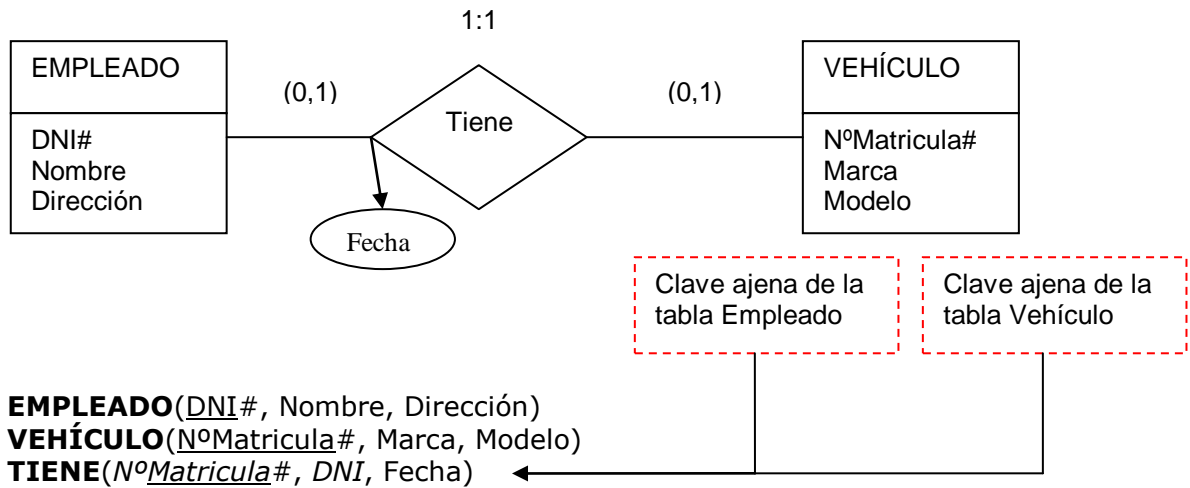 1:1
EMPLEADO
DNI#
Nombre
Dirección
(0,1)
Tiene
Fecha
(0,1)
VEHÍCULO
NºMatricula#
Marca
Modelo
Clave ajena de la
tabla Empleado
Clave ajena de la
tabla Vehículo
EMPLEADO(DNI#, Nombre, Dirección)
VEHÍCULO(NºMatricula#, Marca, Modelo)
TIENE(NºMatricula#, DNI, Fecha)